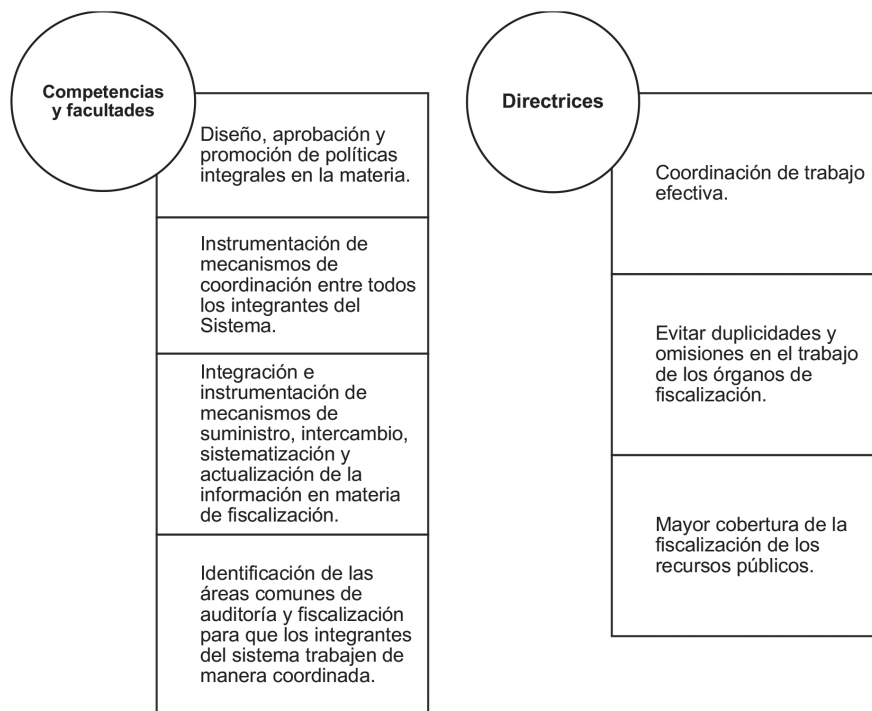 Competencias
y facultades
Diseño, aprobación y
promoción de políticas
integrales en la materia.
Instrumentación de
mecanismos de
coordinación entre todos
los integrantes del
Sistema.
Integración e
instrumentación de
mecanismos de
suministro, intercambio,
sistematización y
actualización de la
información en materia
de fiscalización.
Identificación de las
áreas comunes de
auditoría y fiscalización
para que los integrantes
del sistema trabajen de
manera coordinada.
Directrices
Coordinación de trabajo
efectiva.
Evitar duplicidades y
omisiones en el trabajo
de los órganos de
fiscalización.
Mayor cobertura de la
fiscalización de los
recursos públicos.